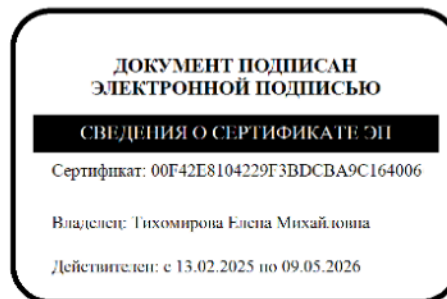 ДОКУМЕНТ ПОДПИСАН
ЭЛЕКТРОННОЙ ПОДПИСЬЮ
СВЕДЕНИЯ О СЕРТИФИКАТЕ ЭП
Сертификат: 00F42E8104229F3BDCBA9C164006
Владелец: Тихомирова Елена Михайловна
Действителен: с 13.02.2025 по 09.05.2026